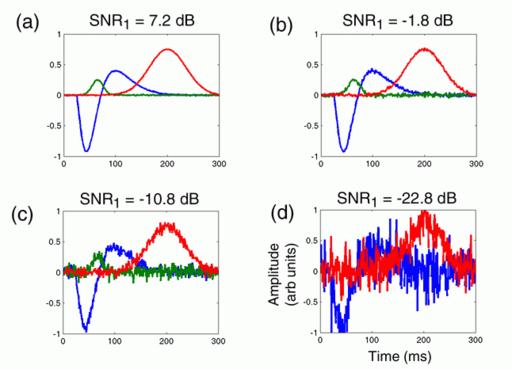 (a) SNR1 = 7.2 dB
1
0.5
0
-0.5
-1
0 100 200 300
(b) SNR1 = -1.8 dB
1
0.5
0
-0.5
-1
0 100 200 300
(c) SNR1 = -10.8 dB
1
0.5
0
-0.5
-1
0 100 200 300
(d) SNR1 = -22.8 dB
Amplitude
(arb units)
1
0.5
0
-0.5
-1
0 100 200 300
Time (ms)